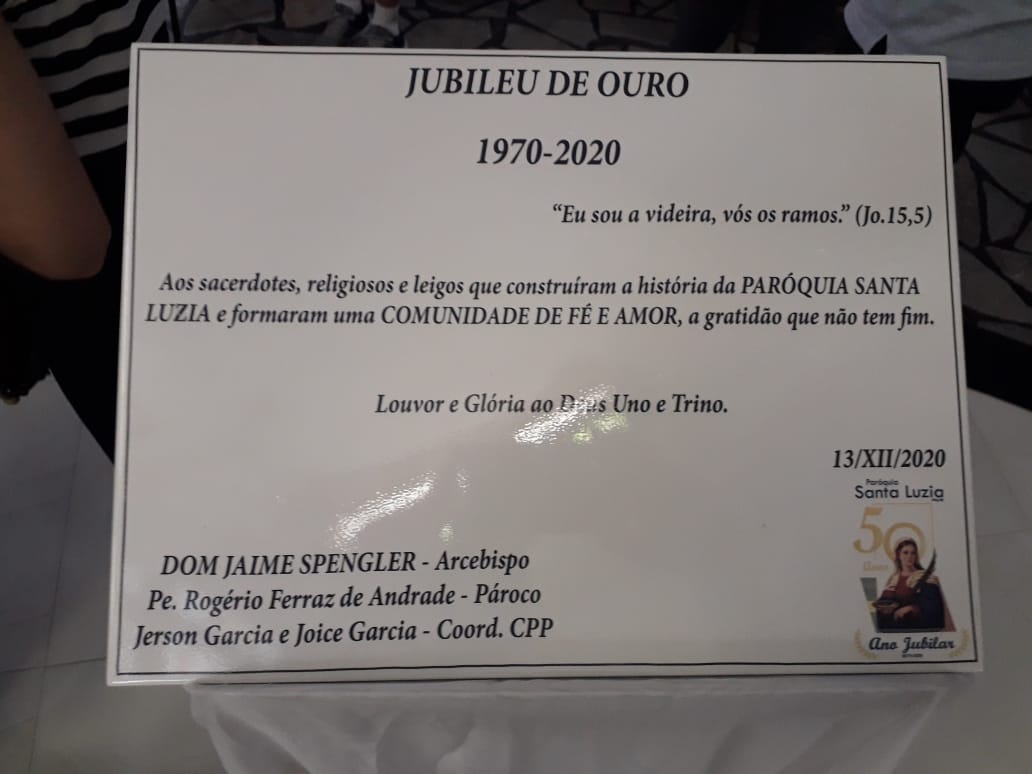 JUBILEU DE OURO
1970-2020
“Eu sou a videira, vós os ramos.” (Jo.15,5)
Aos sacerdotes, religiosos e leigos que construíram a história da PARÓQUIA SANTA
LUZIA e formaram uma COMUNIDADE DE FÉ E AMOR, a gratidão que não tem fim.
Louvor e Glória ao Deus Uno e Trino.
13/XII/2020
Paróquia
Santa Luzia
50
Anos
Ano Jubilar
DOM JAIME SPENGLER - Arcebispo
Pe. Rogério Ferraz de Andrade - Pároco
Jerson Garcia e Joice Garcia - Coord. CPP